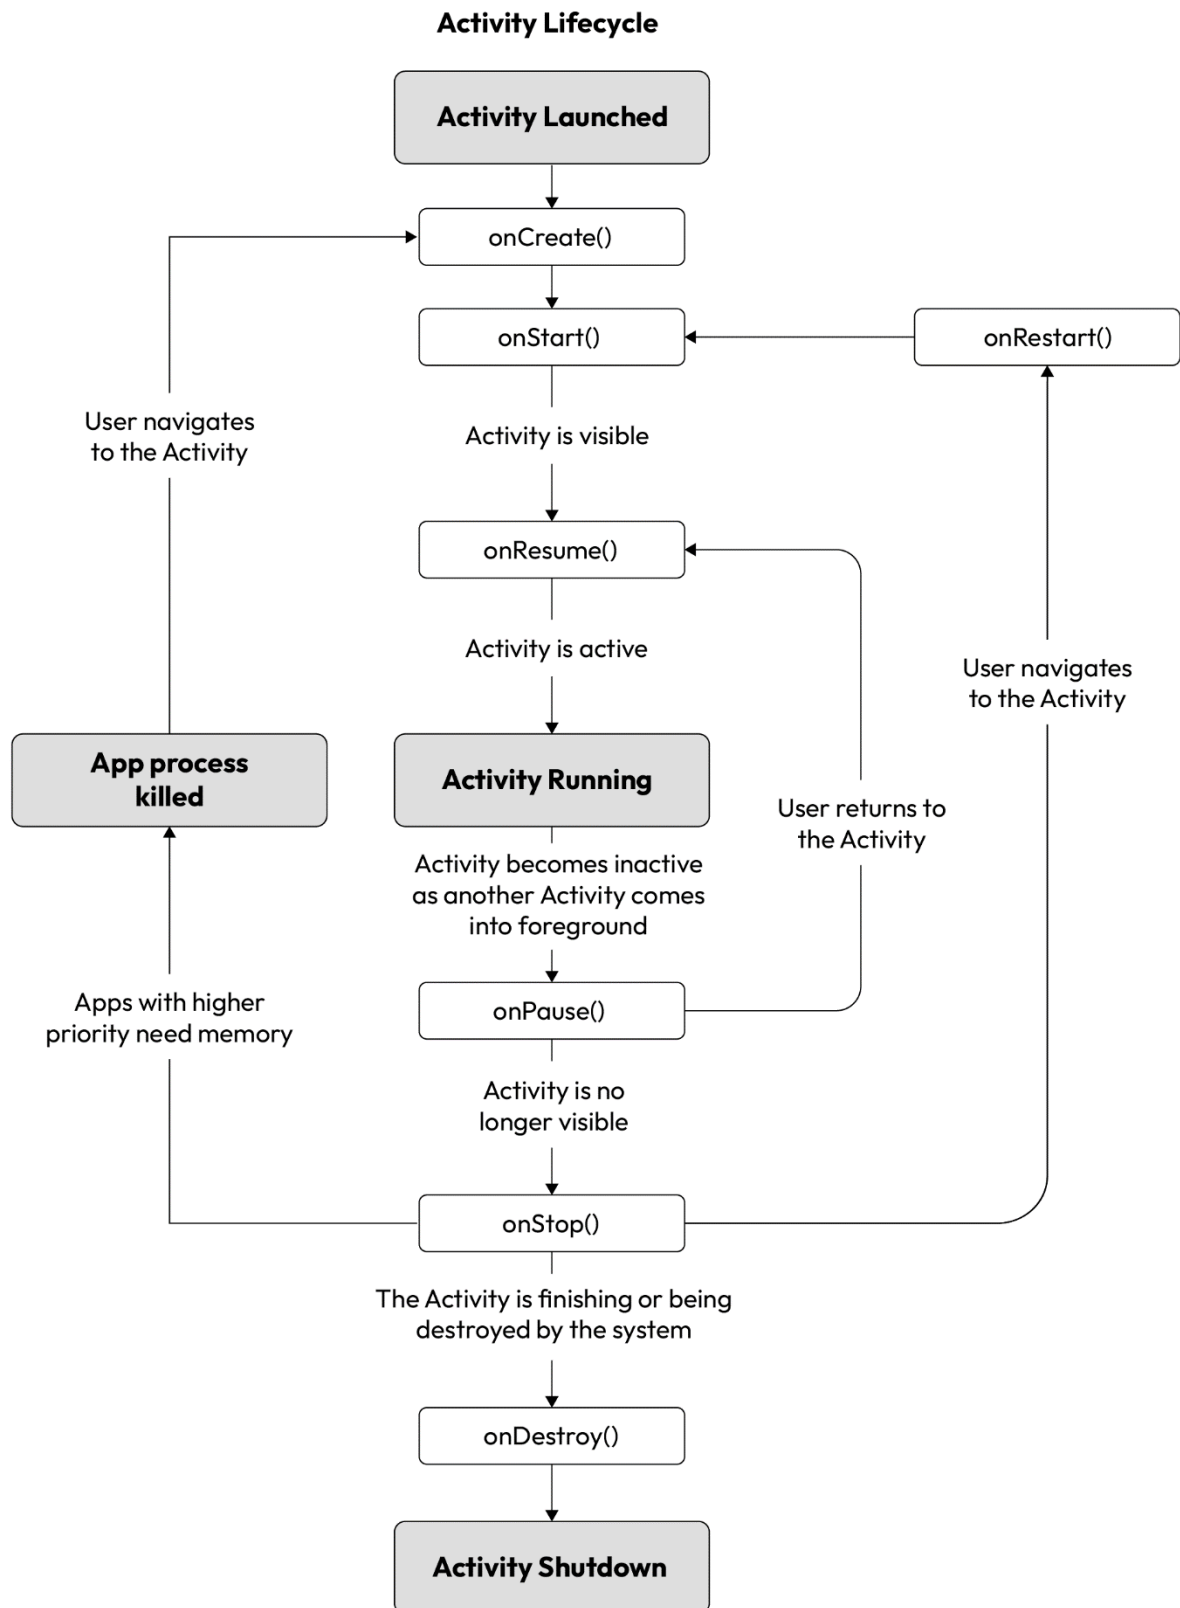 Activity Lifecycle
Activity Launched
onCreate()
onStart()
onRestart()
User navigates
to the Activity
Activity is visible
onResume()
Activity is active
User navigates
to the Activity
App process
killed
Activity Running
User returns to
the Activity
Activity becomes inactive
as another Activity comes
into foreground
Apps with higher
priority need memory
onPause()
Activity is no
longer visible
onStop()
The Activity is finishing or being
destroyed by the system
onDestroy()
Activity Shutdown